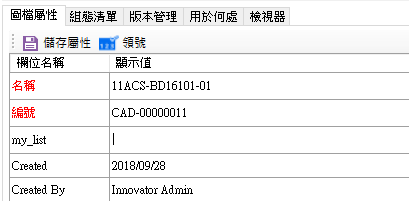 圖檔屬性 組態清單 版本管理 用於何處 檢視器
儲存屬性 領號
欄位名稱 顯示值
名稱 11ACS-BD16101-01
編號 CAD-00000011
my_list
Created 2018/09/28
Created By Innovator Admin